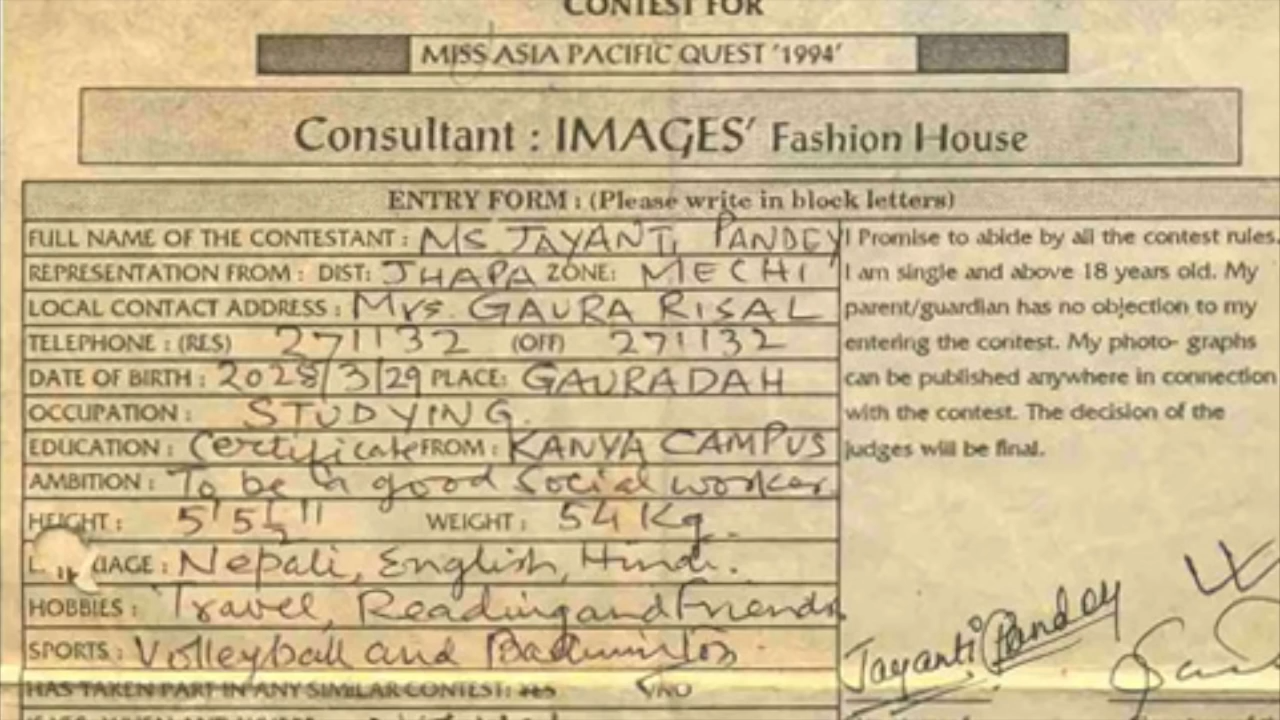 CONTEST FOR
MISS ASIA PACIFIC QUEST '1994'
Consultant : IMAGES' Fashion House
ENTRY FORM : (Please write in block letters)
FULL NAME OF THE CONTESTANT : MS JAYANTI PANDEY
REPRESENTATION FROM : DIST: JHAPA ZONE: MECHI
LOCAL CONTACT ADDRESS : Mrs. GAURA RISAL
TELEPHONE : (RES) 271132 (OFF) 271132
DATE OF BIRTH : 2028/3/29 PLACE: GAURADAH
OCCUPATION : STUDYING.
EDUCATION : Certificate FROM : KANYA CAMPUS
AMBITION : To be a good Social worker.
HEIGHT : 5'5½" WEIGHT : 54 Kg.
UAGE : Nepali, English, Hindi.
HOBBIES : Travel, Reading and Friends
SPORTS : Volleyball and Badminton.
HAS TAKEN PART IN ANY SIMILAR CONTEST: YES NO
I Promise to abide by all the contest rules.
I am single and above 18 years old. My
parent/guardian has no objection to my
entering the contest. My photo- graphs
can be published anywhere in connection
with the contest. The decision of the
judges will be final.
Jayanti Pandey